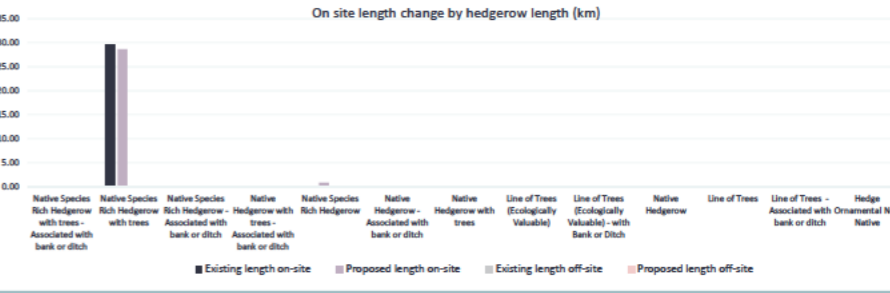 On site length change by hedgerow length (km)
35.00
30.00
25.00
20.00
15.00
10.00
5.00
0.00
Native Species Rich Hedgerow with trees - Associated with bank or ditch
Native Species Rich Hedgerow with trees
Native Species Rich Hedgerow - Associated with bank or ditch
Native Hedgerow with trees - Associated with bank or ditch
Native Species Rich Hedgerow
Native Hedgerow - Associated with bank or ditch
Native Hedgerow with trees
Line of Trees (Ecologically Valuable)
Line of Trees (Ecologically Valuable) - with Bank or Ditch
Native Hedgerow
Line of Trees
Line of Trees - Associated with bank or ditch
Hedge Ornamental N Native
Existing length on-site
Proposed length on-site
Existing length off-site
Proposed length off-site